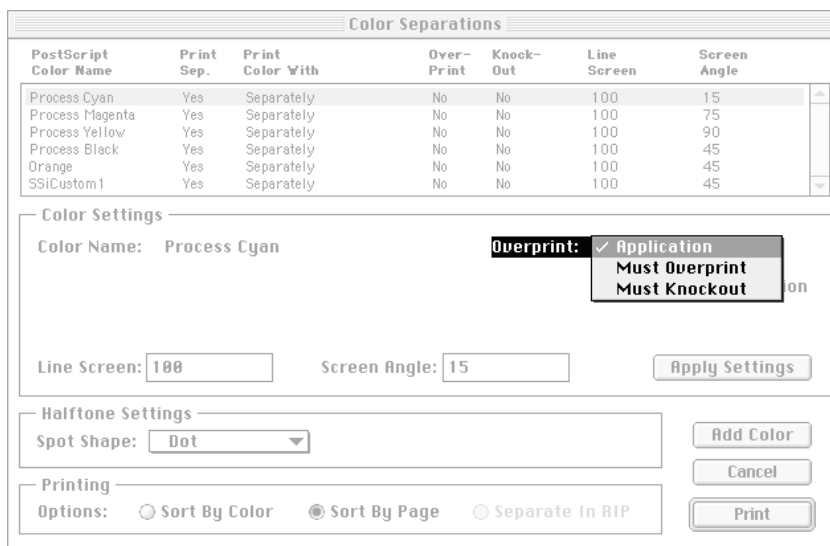 Color Separations
PostScript Print Print Over- Knock- Line Screen
Color Name Sep. Color With Print Out Screen Angle
Process Cyan Yes Separately No No 100 15
Process Magenta Yes Separately No No 100 75
Process Yellow Yes Separately No No 100 90
Process Black Yes Separately No No 100 45
Orange Yes Separately No No 100 45
SSiCustom1 Yes Separately No No 100 45
Color Settings
Color Name: Process Cyan Overprint: ✓ Application
Must Overprint
Must Knockout ion
Line Screen: 100 Screen Angle: 15 Apply Settings
Halftone Settings
Spot Shape: Dot
Add Color
Cancel
Printing
Options: Sort By Color Sort By Page Separate In RIP
Print